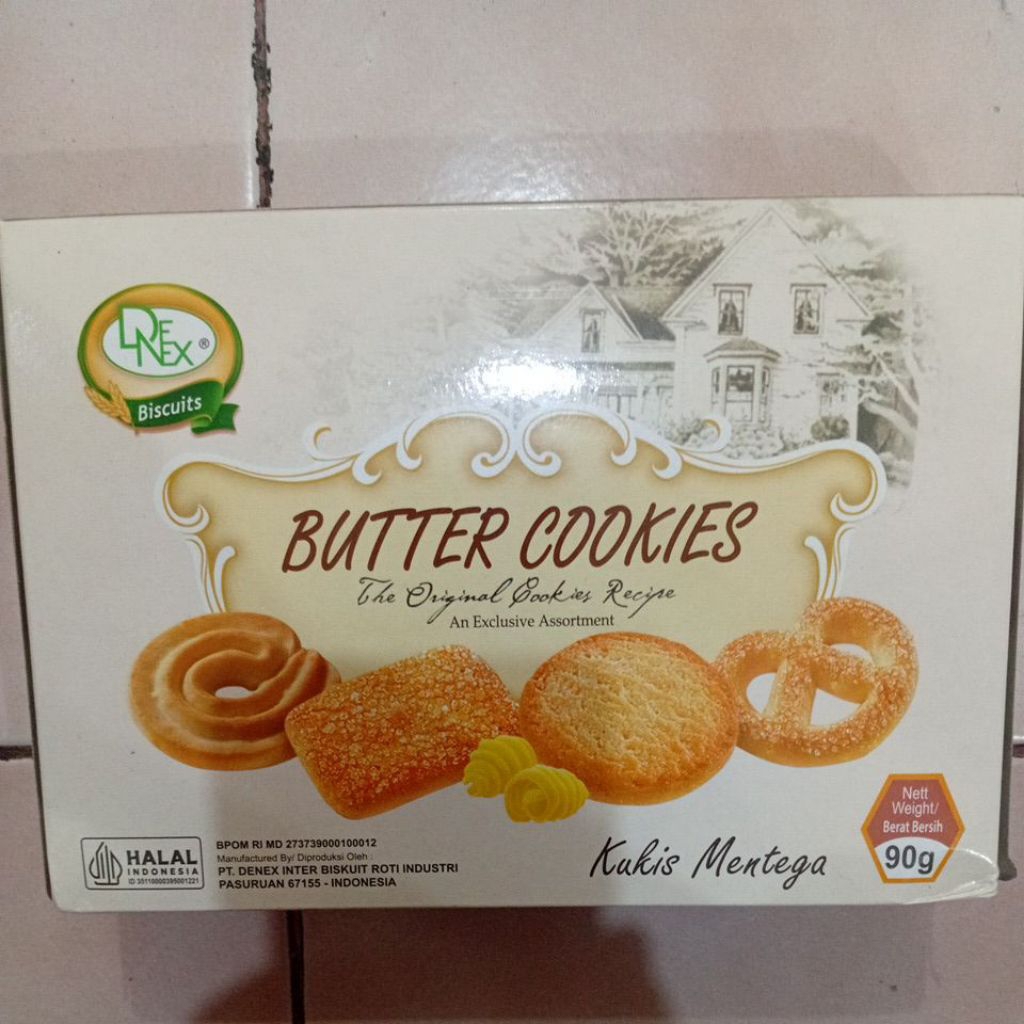 DENEX ®
Biscuits
BUTTER COOKIES
The Original Cookies Recipe
An Exclusive Assortment
Kukis Mentega
Nett
Weight/
Berat Bersih
90g
HALAL
INDONESIA
BPOM RI MD 273739000100012
Manufactured By/ Diproduksi Oleh :
PT. DENEX INTER BISKUIT ROTI INDUSTRI
PASURUAN 67155 - INDONESIA